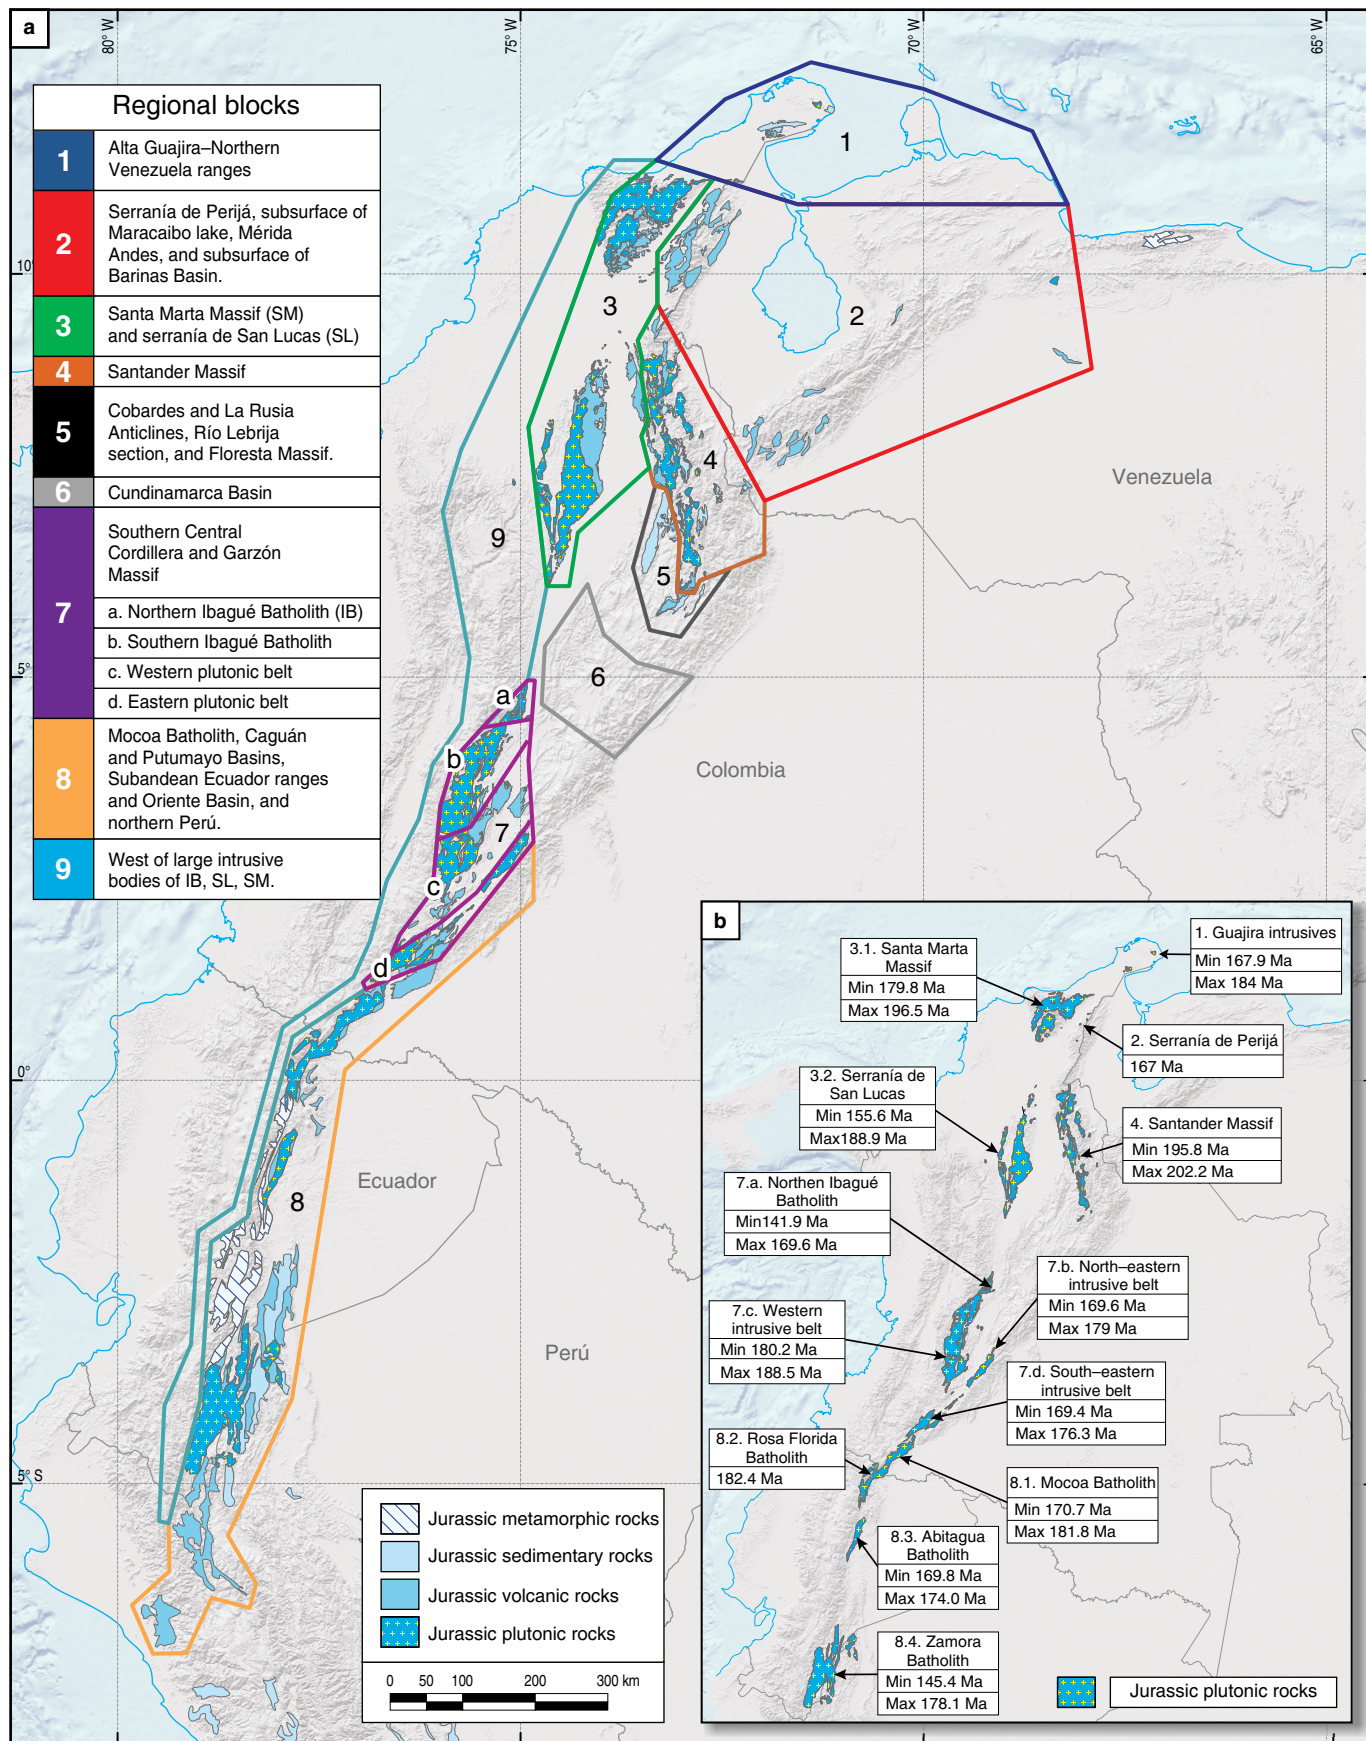 a
80° W
75° W
70° W
65° W
Regional blocks
1
Alta Guajira–Northern
Venezuela ranges
2
Serranía de Perijá, subsurface of
Maracaibo lake, Mérida
Andes, and subsurface of
Barinas Basin.
3
Santa Marta Massif (SM)
and serranía de San Lucas (SL)
4
Santander Massif
5
Cobardes and La Rusia
Anticlines, Río Lebrija
section, and Floresta Massif.
6
Cundinamarca Basin
7
Southern Central
Cordillera and Garzón
Massif
a. Northern Ibagué Batholith (IB)
b. Southern Ibagué Batholith
c. Western plutonic belt
d. Eastern plutonic belt
8
Mocoa Batholith, Caguán
and Putumayo Basins,
Subandean Ecuador ranges
and Oriente Basin, and
northern Perú.
9
West of large intrusive
bodies of IB, SL, SM.
10°
5°
0°
5° S
1
2
3
4
5
6
7
8
9
a
b
c
d
Venezuela
Colombia
Ecuador
Perú
Jurassic metamorphic rocks
Jurassic sedimentary rocks
Jurassic volcanic rocks
Jurassic plutonic rocks
0 50 100 200 300 km
b
1. Guajira intrusives
Min 167.9 Ma
Max 184 Ma
3.1. Santa Marta
Massif
Min 179.8 Ma
Max 196.5 Ma
2. Serranía de Perijá
167 Ma
3.2. Serranía de
San Lucas
Min 155.6 Ma
Max188.9 Ma
4. Santander Massif
Min 195.8 Ma
Max 202.2 Ma
7.a. Northen Ibagué
Batholith
Min141.9 Ma
Max 169.6 Ma
7.b. North–eastern
intrusive belt
Min 169.6 Ma
Max 179 Ma
7.c. Western
intrusive belt
Min 180.2 Ma
Max 188.5 Ma
7.d. South–eastern
intrusive belt
Min 169.4 Ma
Max 176.3 Ma
8.2. Rosa Florida
Batholith
182.4 Ma
8.1. Mocoa Batholith
Min 170.7 Ma
Max 181.8 Ma
8.3. Abitagua
Batholith
Min 169.8 Ma
Max 174.0 Ma
8.4. Zamora
Batholith
Min 145.4 Ma
Max 178.1 Ma
Jurassic plutonic rocks